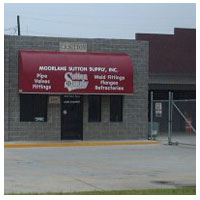 MOORLANE SUTTON SUPPLY, INC.
Pipe
Valves
Fittings
Sutton
Supply
Weld Fittings
Flanges
Refractories